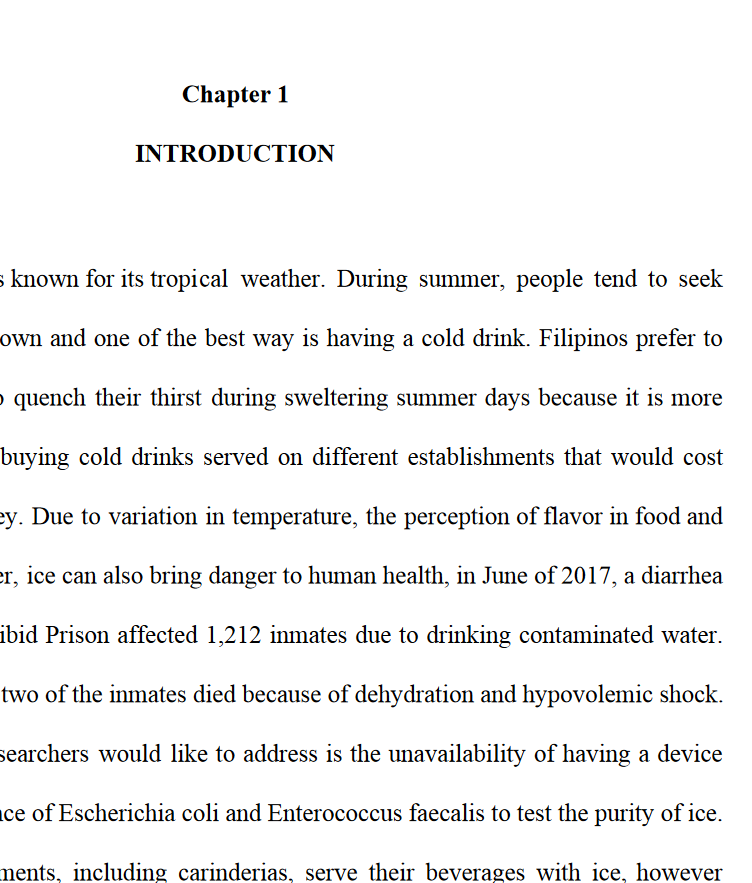 Chapter 1
INTRODUCTION
known for its tropical weather. During summer, people tend to seek
own and one of the best way is having a cold drink. Filipinos prefer to
quench their thirst during sweltering summer days because it is more
buying cold drinks served on different establishments that would cost
ey. Due to variation in temperature, the perception of flavor in food and
er, ice can also bring danger to human health, in June of 2017, a diarrhea
ibid Prison affected 1,212 inmates due to drinking contaminated water.
two of the inmates died because of dehydration and hypovolemic shock.
searchers would like to address is the unavailability of having a device
ce of Escherichia coli and Enterococcus faecalis to test the purity of ice.
ments, including carinderias, serve their beverages with ice, however